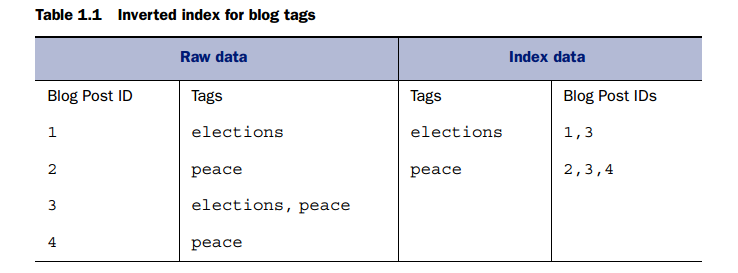 Table 1.1 Inverted index for blog tags
Raw data Index data
Blog Post ID Tags Tags Blog Post IDs
1 elections elections 1,3
2 peace peace 2,3,4
3 elections, peace
4 peace